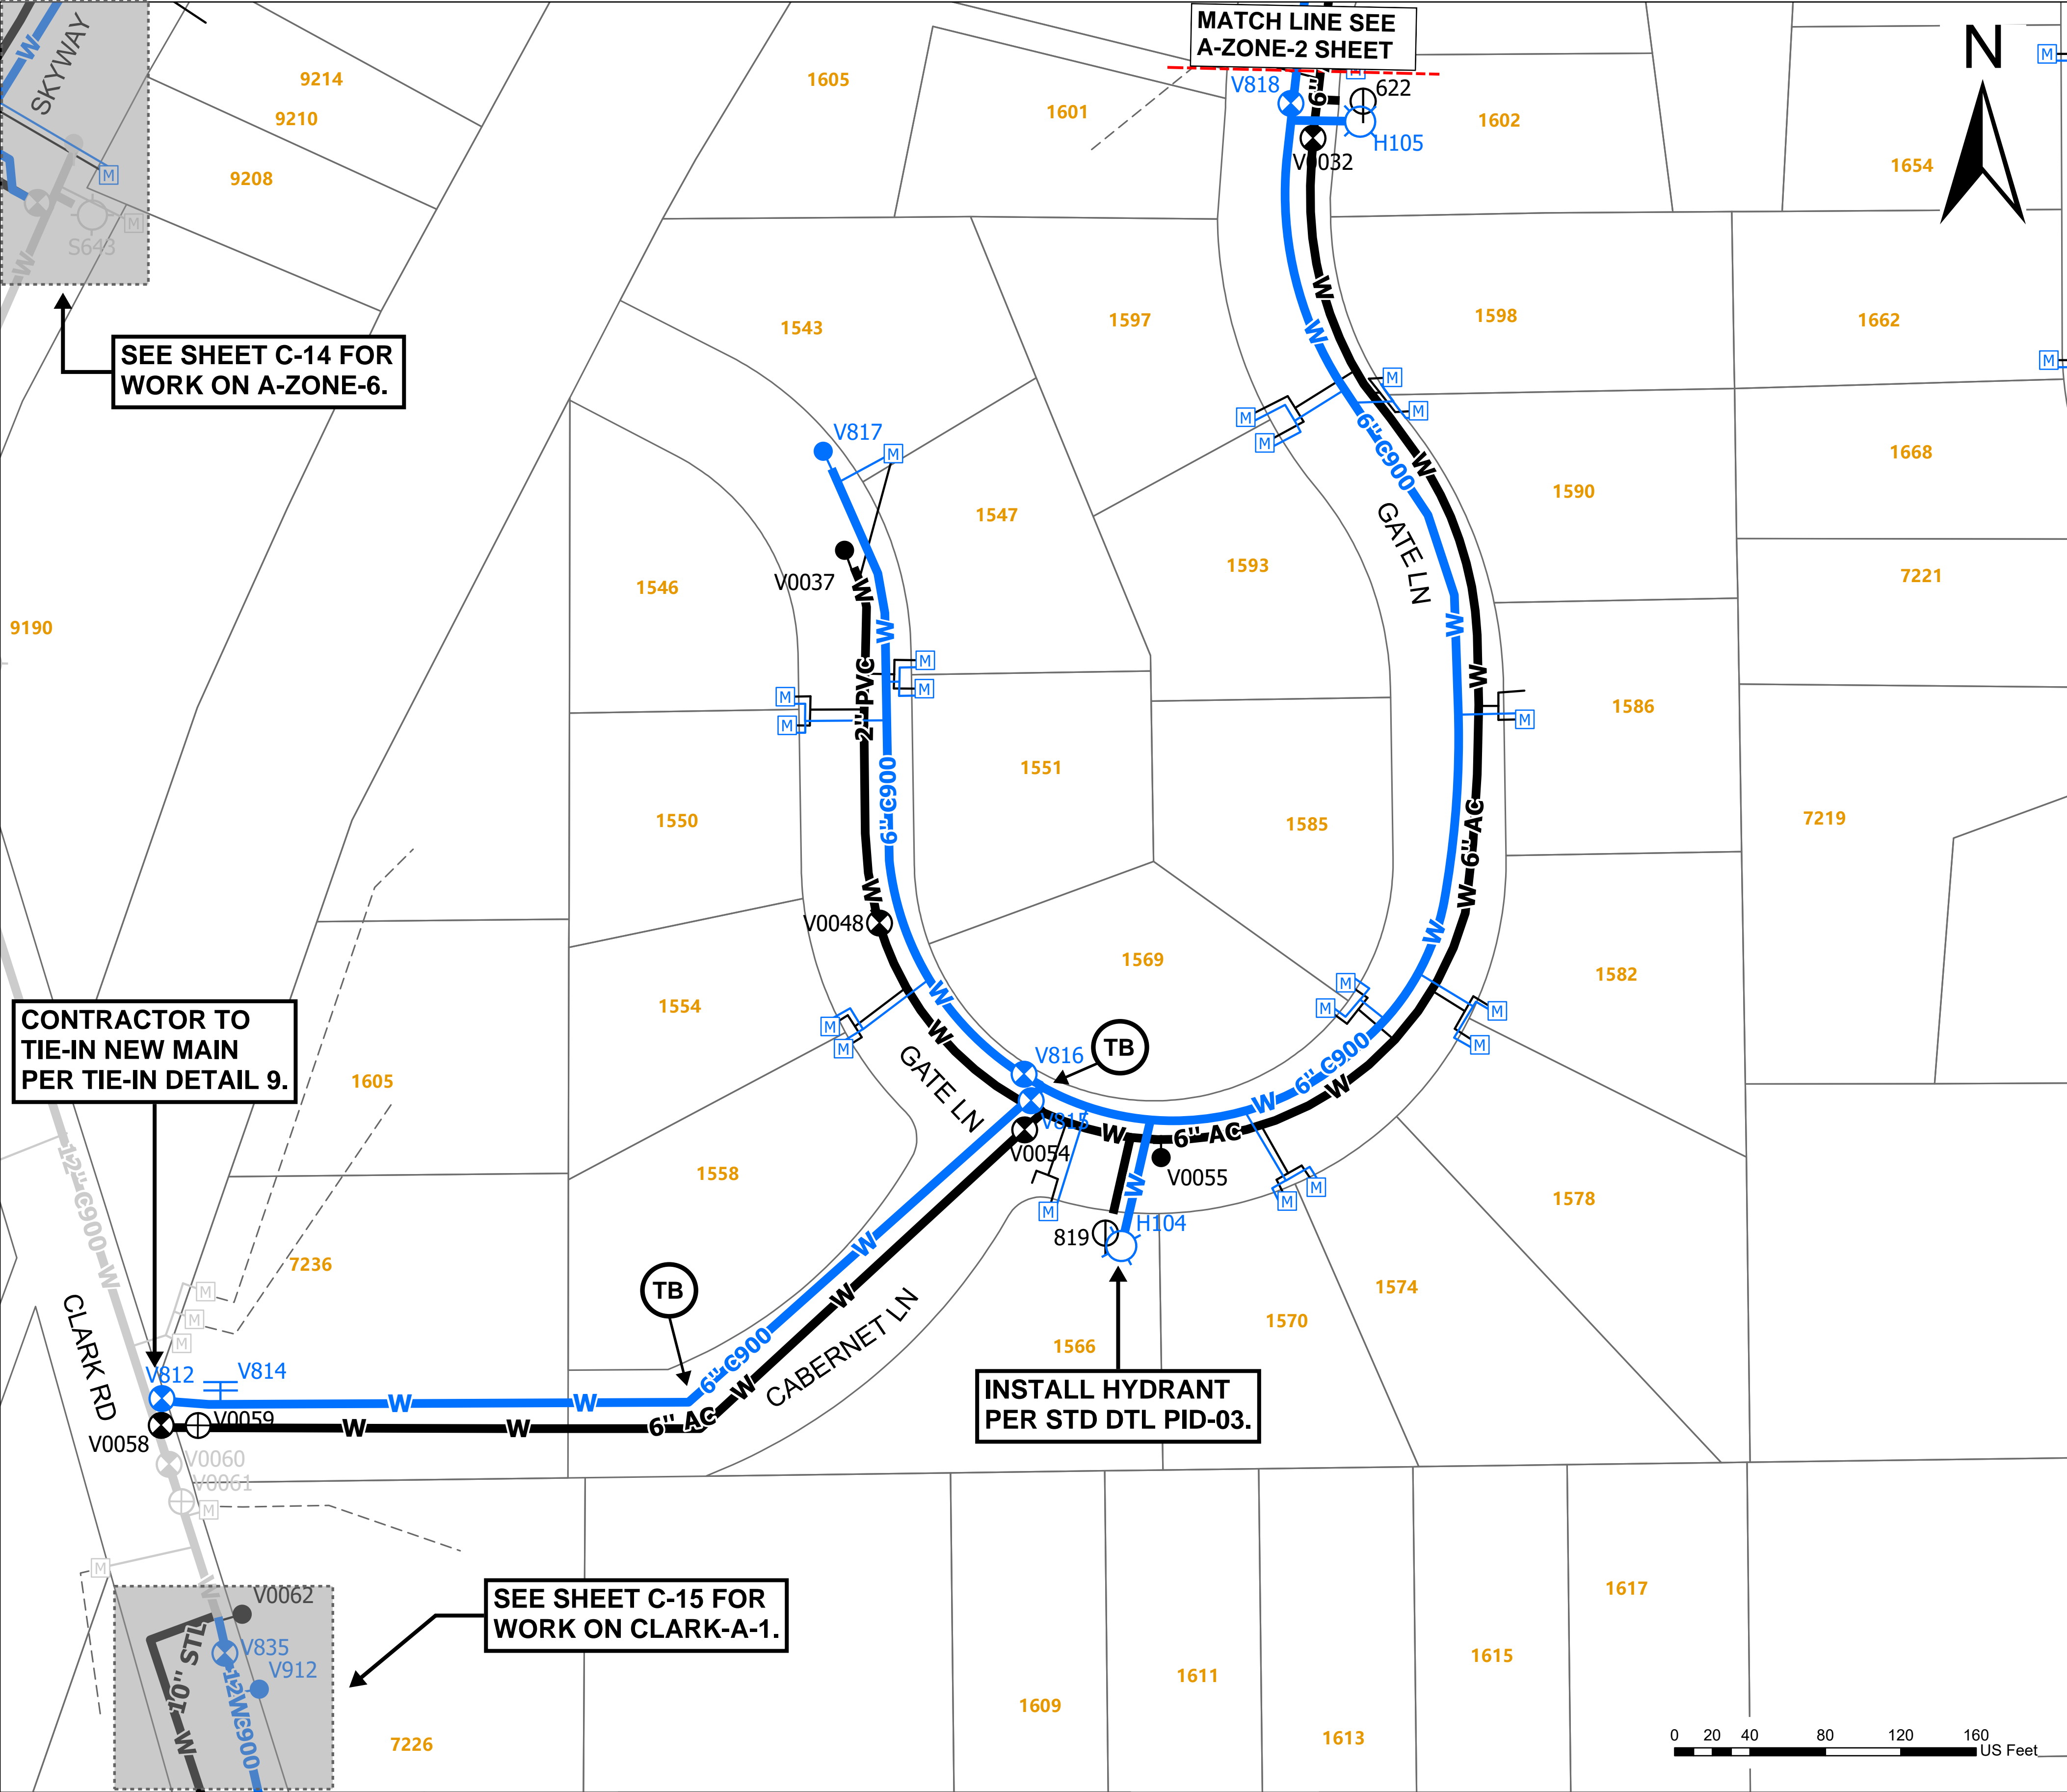 MATCH LINE SEE
A-ZONE-2 SHEET
N
W
SKYWAY
9214
9210
9208
M
M
S643
W
1605
1601
V818
6"
M
622
H105
V0032
1602
1654
M
SEE SHEET C-14 FOR
WORK ON A-ZONE-6.
1543
1597
W
W
1598
1662
M
M
M
M
M
V817
M
6" C900
W
1668
1547
1590
GATE LN
V0037
W
1546
1593
7221
9190
W
W
M
M
2" PVC
M
M
W
1586
M
1551
6" C900
1550
1585
6" AC
7219
W
W
V0048
W
1569
1582
1554
M
M
M
M
W
M
M
W
CONTRACTOR TO
TIE-IN NEW MAIN
PER TIE-IN DETAIL 9.
1605
GATE LN
V816
TB
6" C900
W
W
V815
V0054
W
6" AC
V0055
12" C900
W
1558
W
M
M
M
1578
H104
819
7236
W
TB
W
1574
M
M
M
CLARK RD
6" C900
W
CABERNET LN
1570
1566
V812
V814
W
W
INSTALL HYDRANT
PER STD DTL PID-03.
V0059
V0058
W
W
6" AC
V0060
V0061
M
M
W
V0062
SEE SHEET C-15 FOR
WORK ON CLARK-A-1.
1617
10" STL
V835
V912
12" C900
W
W
1615
1611
1609
7226
1613
0 20 40 80 120 160
US Feet